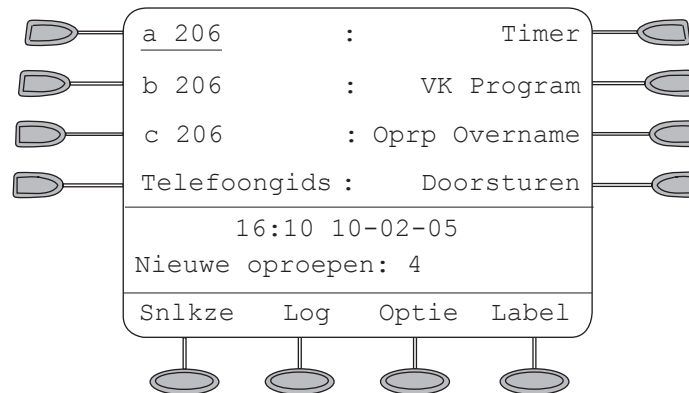 a 206 : Timer
b 206 : VK Program
c 206 : Oprp Overname
Telefoongids : Doorsturen
16:10 10-02-05
Nieuwe oproepen: 4
Snlkze Log Optie Label